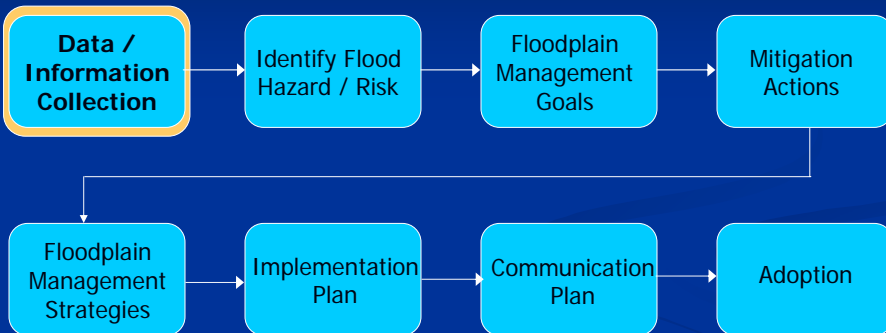 Data /
Information
Collection
Identify Flood
Hazard / Risk
Floodplain
Management
Goals
Mitigation
Actions
Floodplain
Management
Strategies
Implementation
Plan
Communication
Plan
Adoption